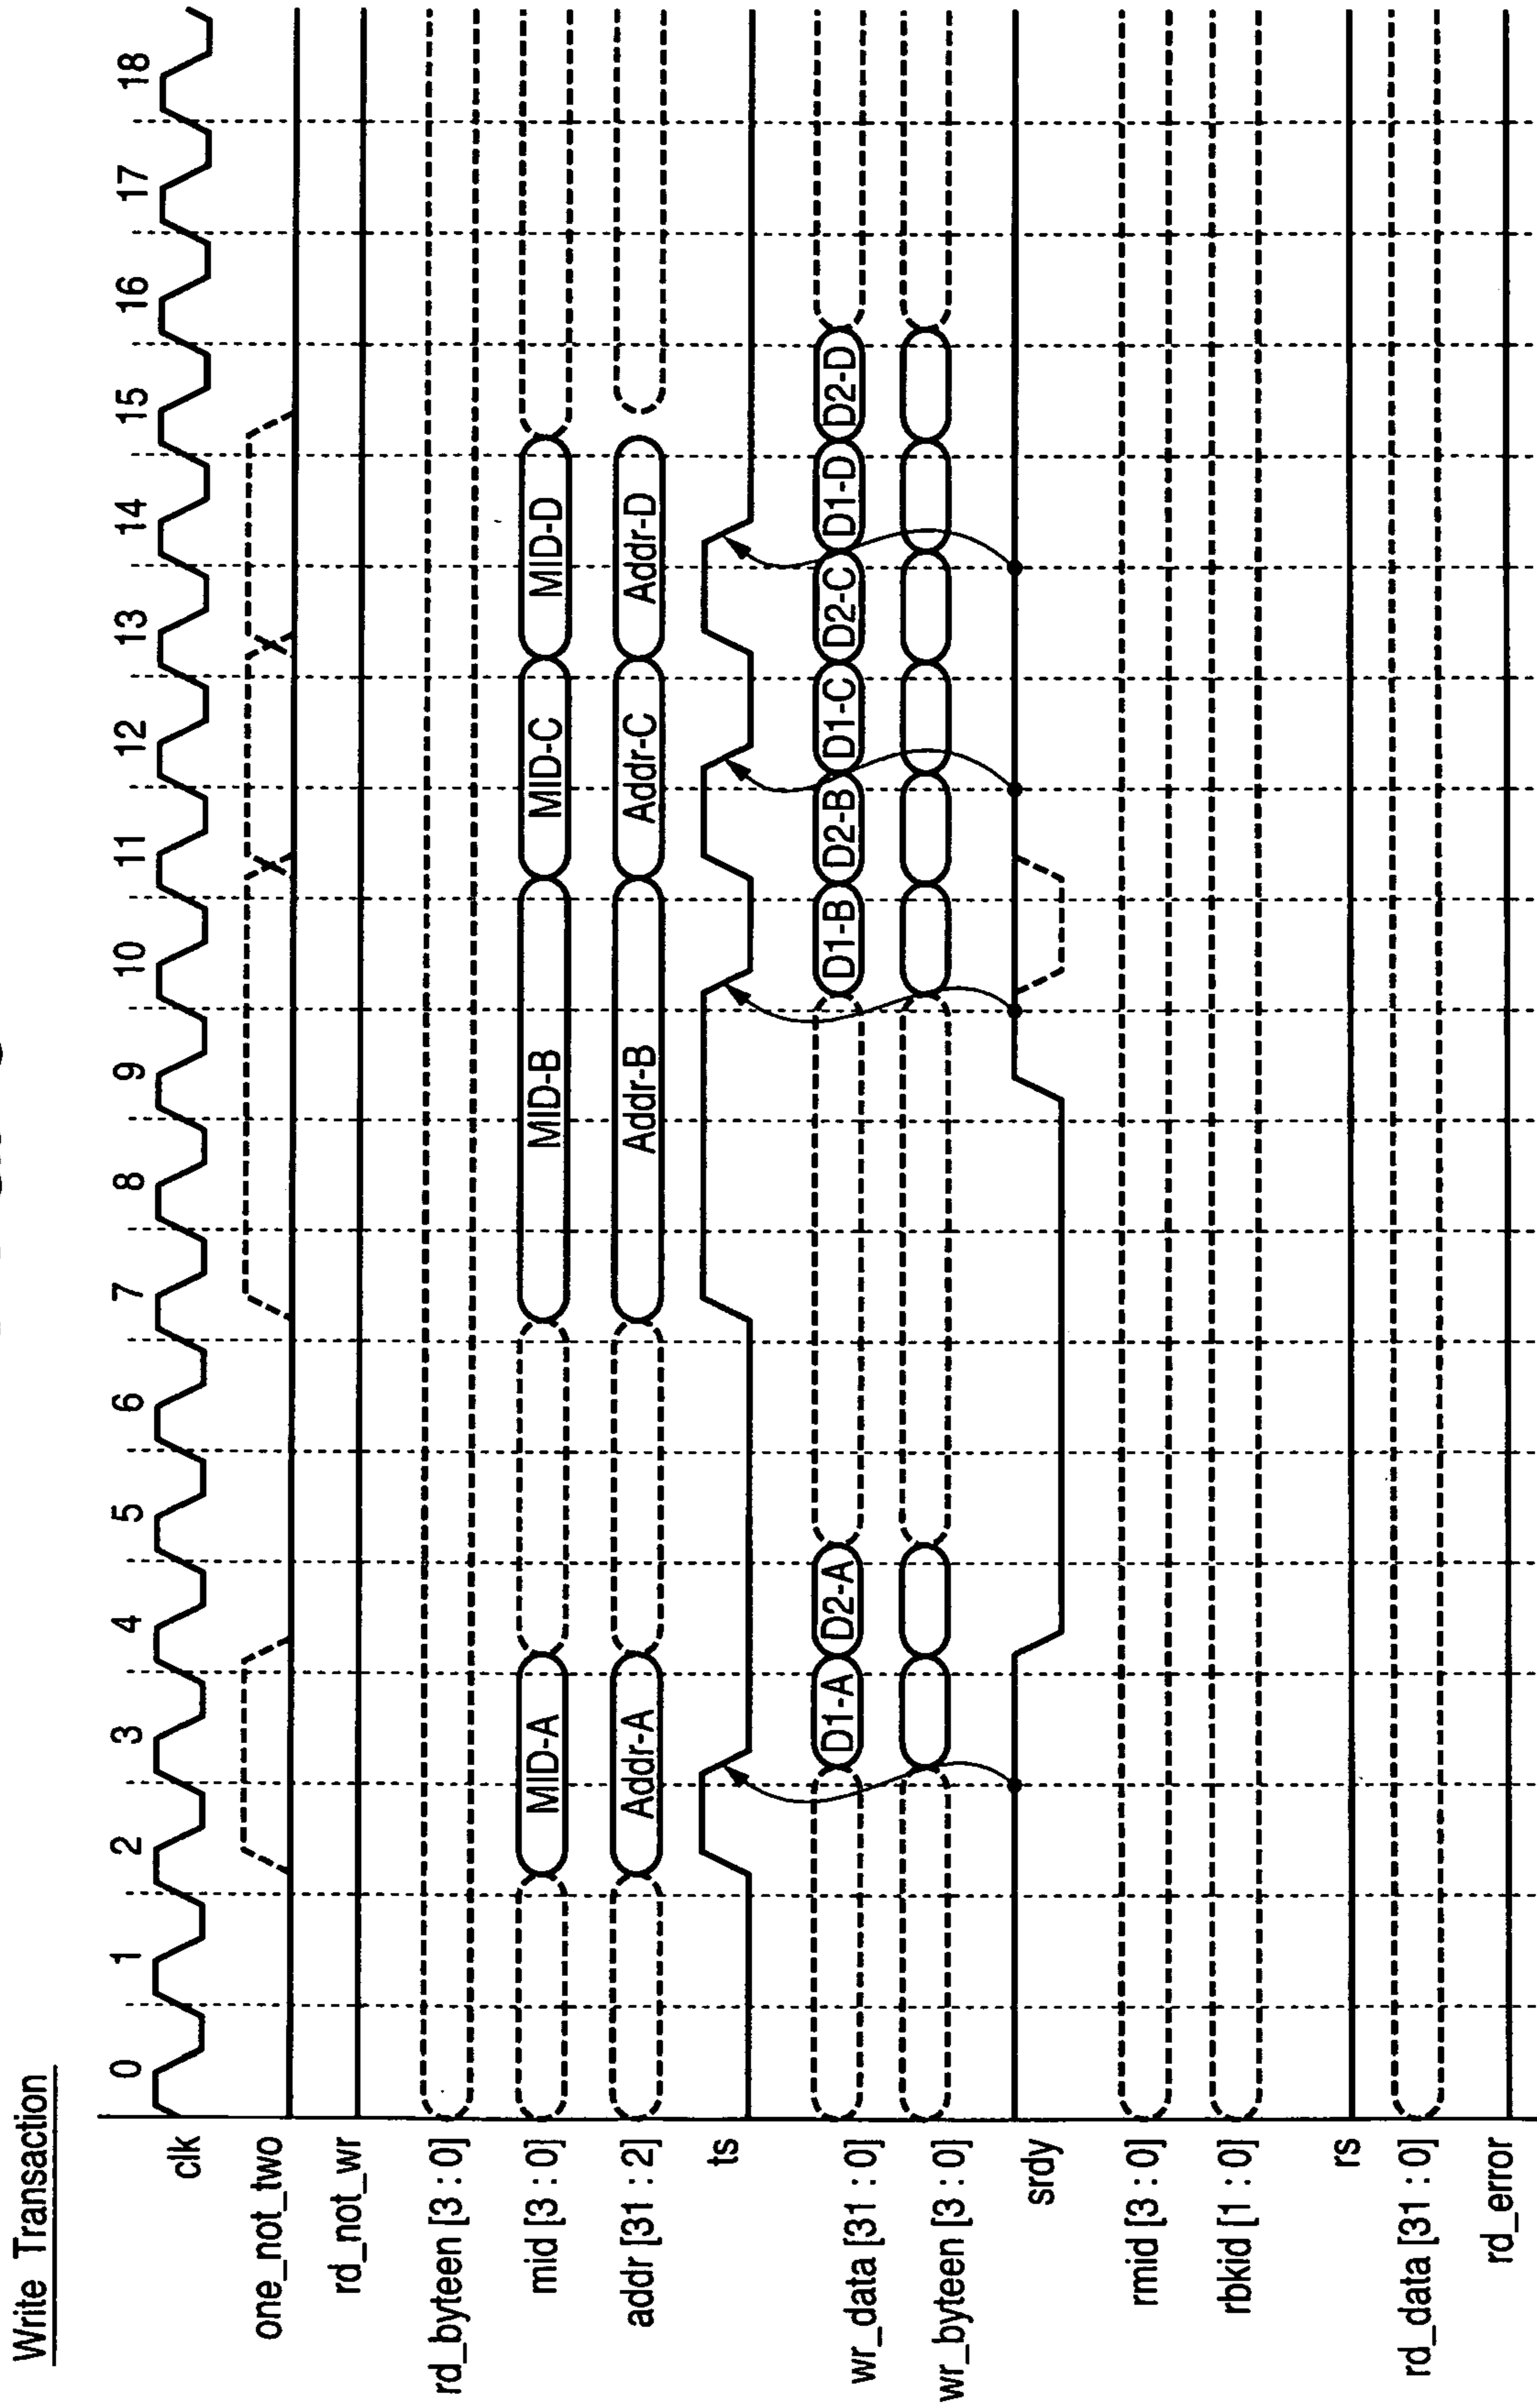 Write Transaction
0 1 2 3 4 5 6 7 8 9 10 11 12 13 14 15 16 17 18
clk
one_not_two
rd_not_wr
rd_byteen [3 : 0]
mid [3 : 0] MID-A MID-B MID-C MID-D
addr [31 : 2] Addr-A Addr-B Addr-C Addr-D
ts
wr_data [31 : 0] D1-A D2-A D1-B D2-B D1-C D2-C D1-D D2-D
wr_byteen [3 : 0]
srdy
rmid [3 : 0]
rbkid [1 : 0]
rs
rd_data [31 : 0]
rd_error